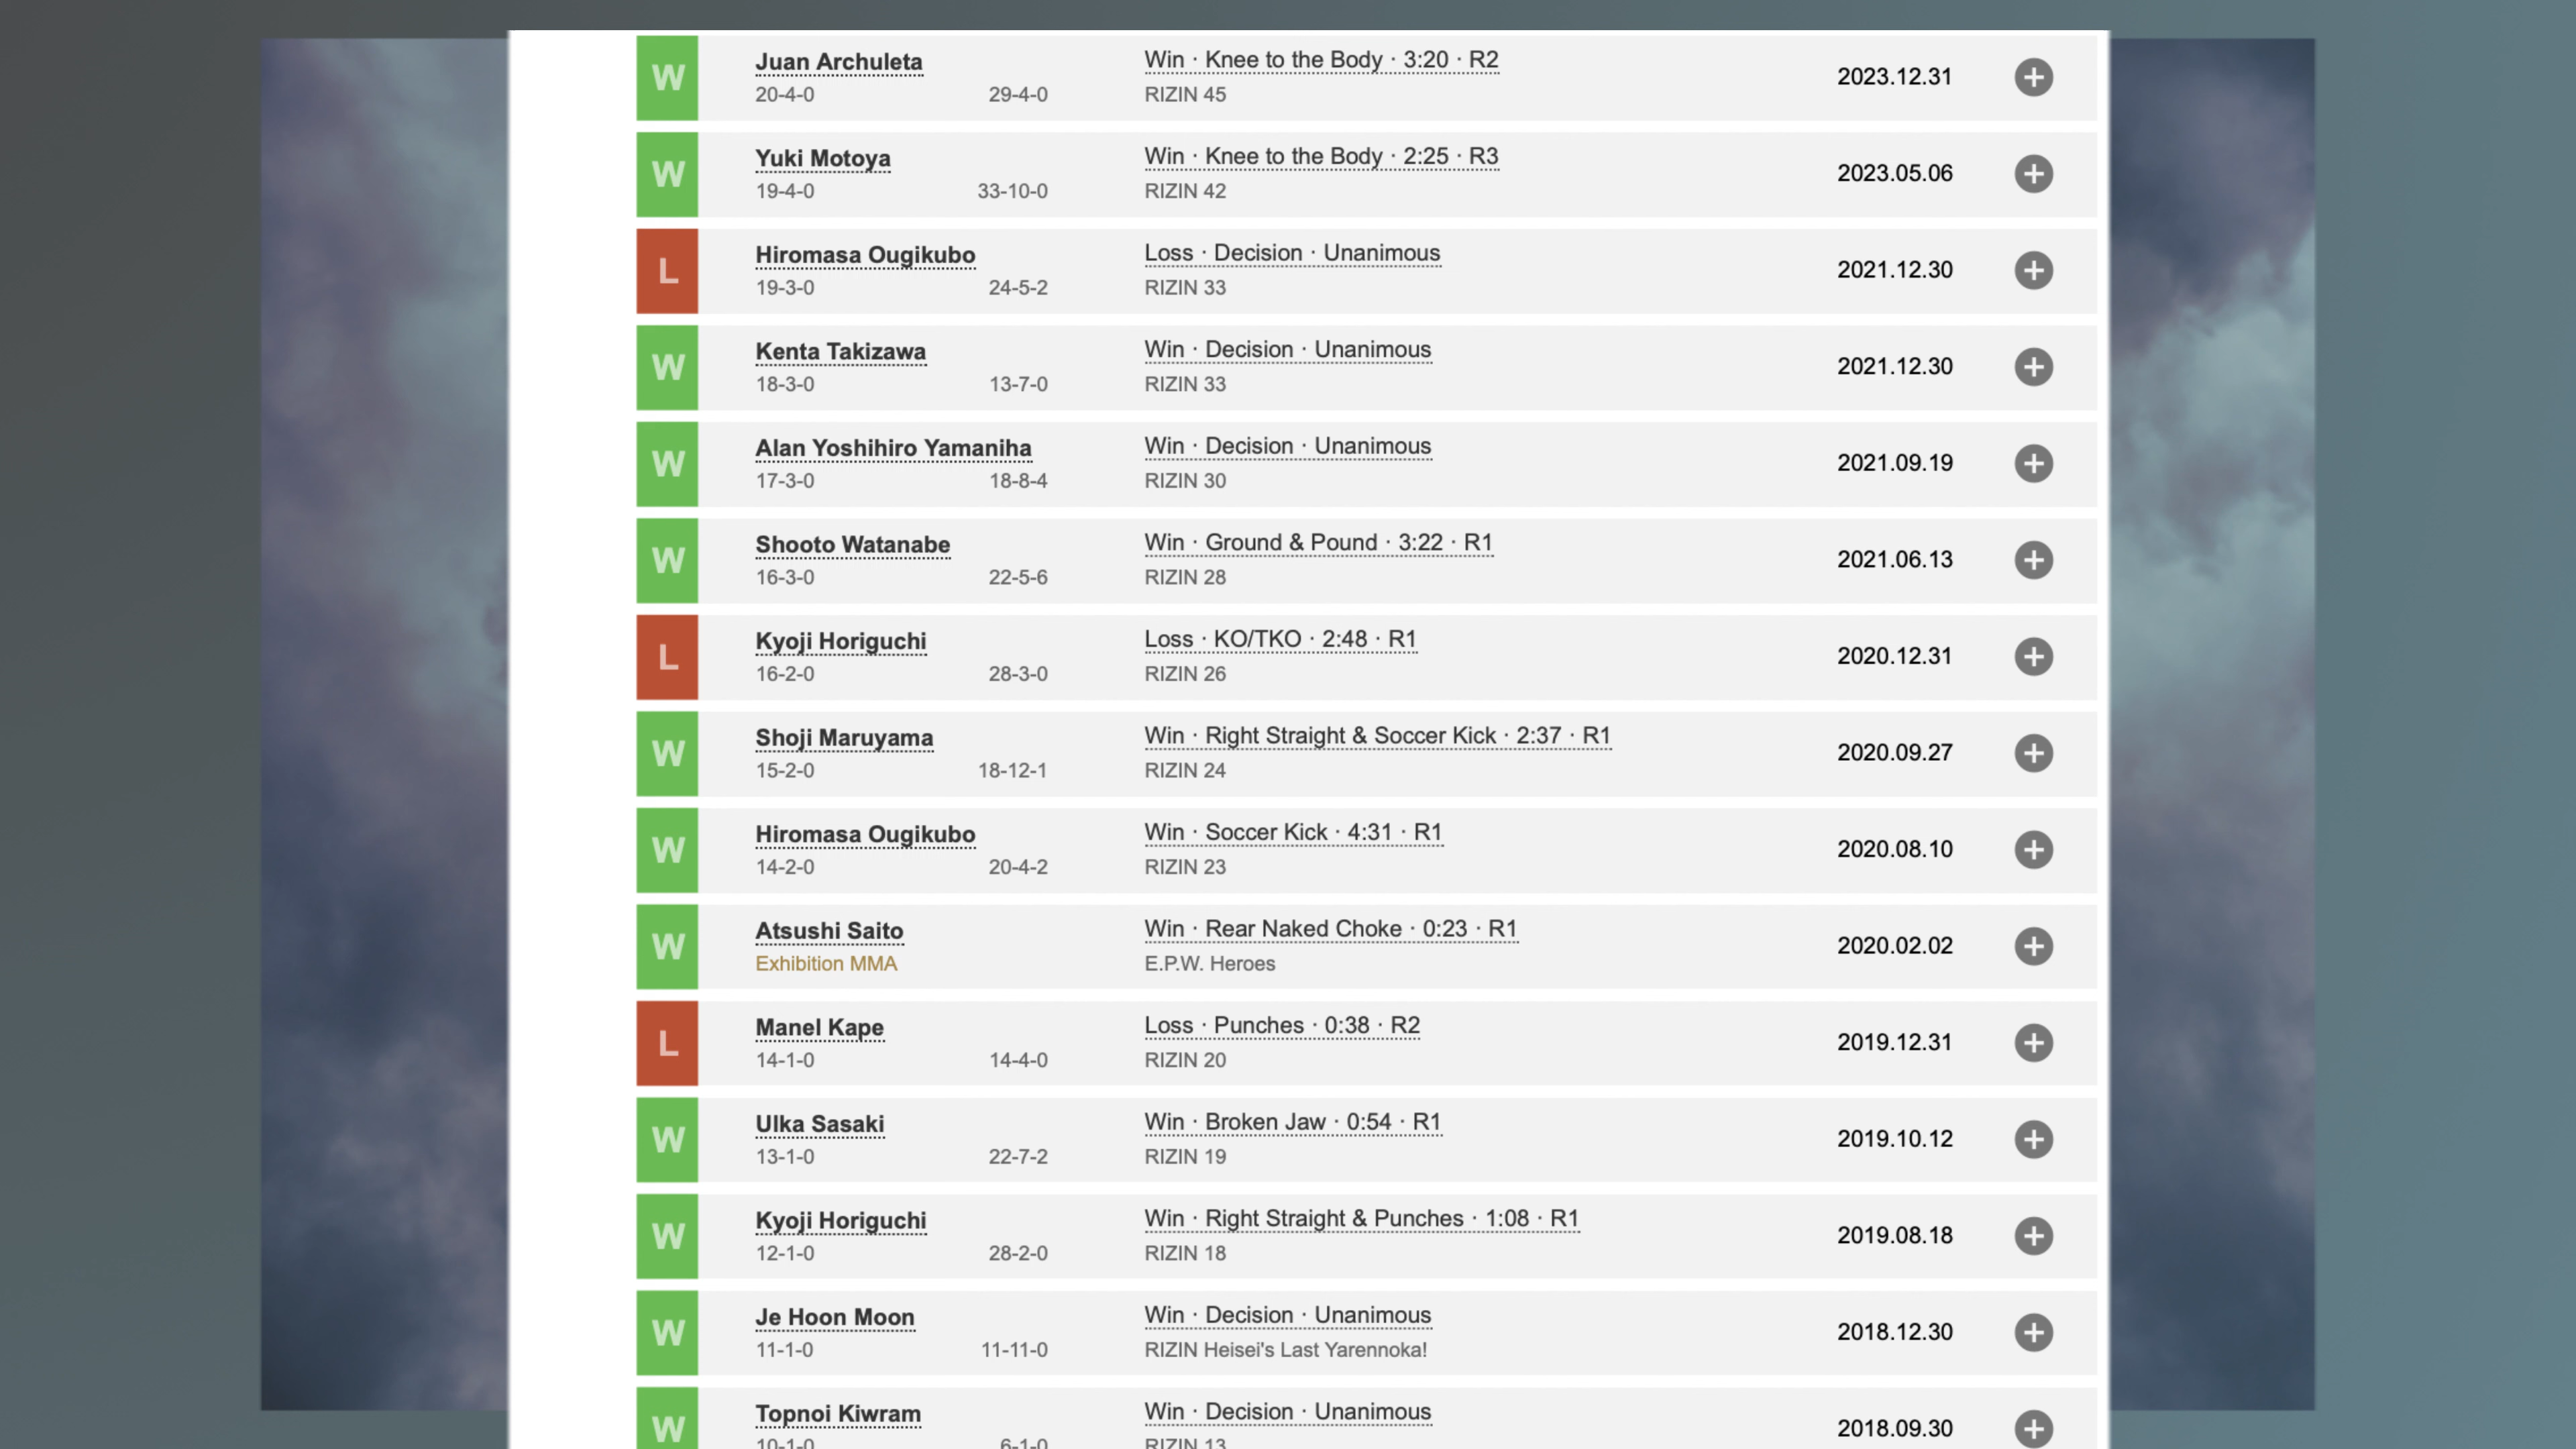 W
Juan Archuleta
20-4-0 29-4-0
Win · Knee to the Body · 3:20 · R2
RIZIN 45
2023.12.31
W
Yuki Motoya
19-4-0 33-10-0
Win · Knee to the Body · 2:25 · R3
RIZIN 42
2023.05.06
L
Hiromasa Ougikubo
19-3-0 24-5-2
Loss · Decision · Unanimous
RIZIN 33
2021.12.30
W
Kenta Takizawa
18-3-0 13-7-0
Win · Decision · Unanimous
RIZIN 33
2021.12.30
W
Alan Yoshihiro Yamaniha
17-3-0 18-8-4
Win · Decision · Unanimous
RIZIN 30
2021.09.19
W
Shooto Watanabe
16-3-0 22-5-6
Win · Ground & Pound · 3:22 · R1
RIZIN 28
2021.06.13
L
Kyoji Horiguchi
16-2-0 28-3-0
Loss · KO/TKO · 2:48 · R1
RIZIN 26
2020.12.31
W
Shoji Maruyama
15-2-0 18-12-1
Win · Right Straight & Soccer Kick · 2:37 · R1
RIZIN 24
2020.09.27
W
Hiromasa Ougikubo
14-2-0 20-4-2
Win · Soccer Kick · 4:31 · R1
RIZIN 23
2020.08.10
W
Atsushi Saito
Exhibition MMA
Win · Rear Naked Choke · 0:23 · R1
E.P.W. Heroes
2020.02.02
L
Manel Kape
14-1-0 14-4-0
Loss · Punches · 0:38 · R2
RIZIN 20
2019.12.31
W
Ulka Sasaki
13-1-0 22-7-2
Win · Broken Jaw · 0:54 · R1
RIZIN 19
2019.10.12
W
Kyoji Horiguchi
12-1-0 28-2-0
Win · Right Straight & Punches · 1:08 · R1
RIZIN 18
2019.08.18
W
Je Hoon Moon
11-1-0 11-11-0
Win · Decision · Unanimous
RIZIN Heisei's Last Yarennoka!
2018.12.30
W
Topnoi Kiwram
10-1-0 6-1-0
Win · Decision · Unanimous
RIZIN 13
2018.09.30